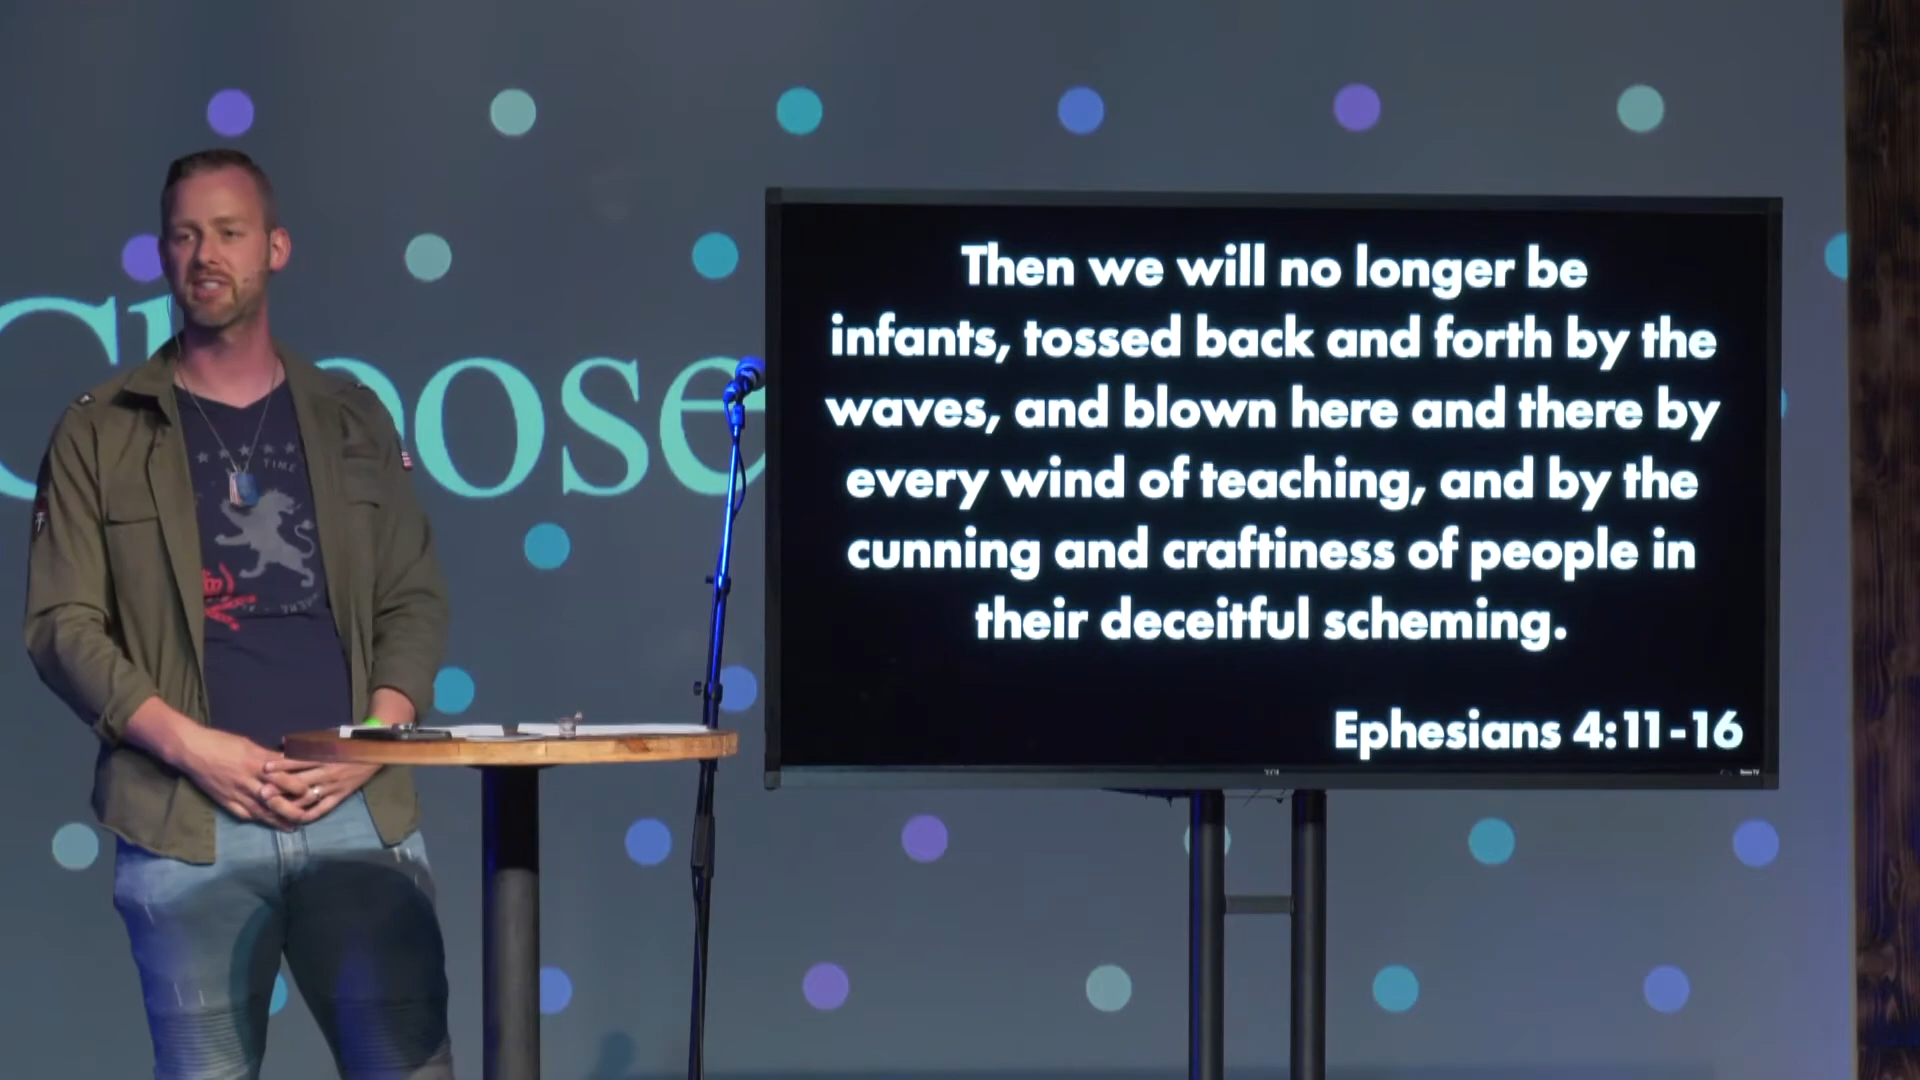 Choose
TIME
Then we will no longer be
infants, tossed back and forth by the
waves, and blown here and there by
every wind of teaching, and by the
cunning and craftiness of people in
their deceitful scheming.
Ephesians 4:11-16